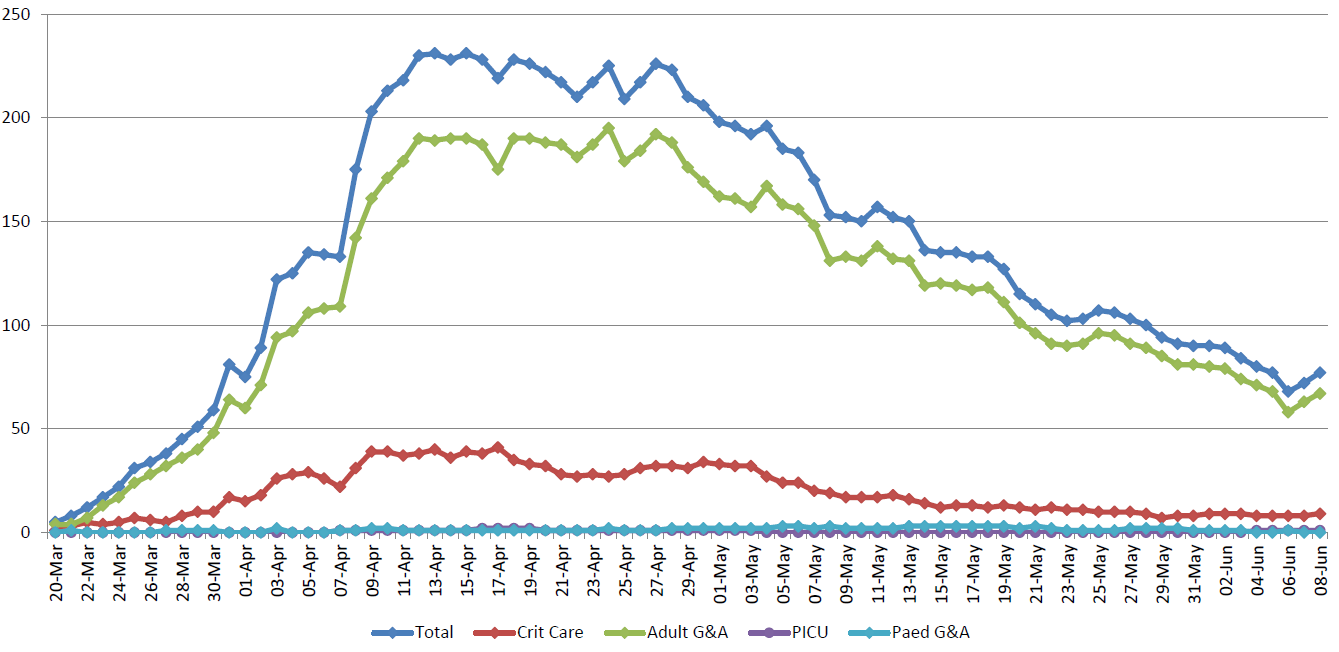 250
200
150
100
50
0
20-Mar
22-Mar
24-Mar
26-Mar
28-Mar
30-Mar
01-Apr
03-Apr
05-Apr
07-Apr
09-Apr
11-Apr
13-Apr
15-Apr
17-Apr
19-Apr
21-Apr
23-Apr
25-Apr
27-Apr
29-Apr
01-May
03-May
05-May
07-May
09-May
11-May
13-May
15-May
17-May
19-May
21-May
23-May
25-May
27-May
29-May
31-May
02-Jun
04-Jun
06-Jun
08-Jun
Total Crit Care Adult G&A PICU Paed G&A